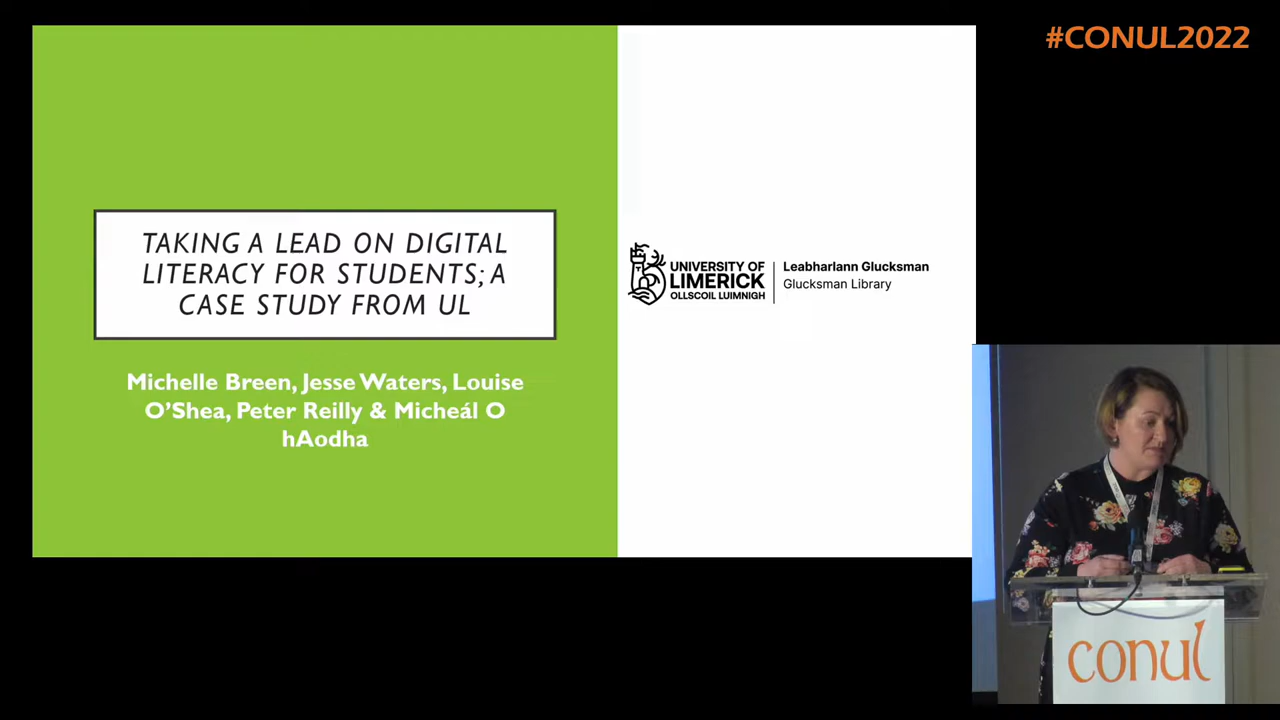 #CONUL2022
TAKING A LEAD ON DIGITAL
LITERACY FOR STUDENTS; A
CASE STUDY FROM UL
Michelle Breen, Jesse Waters, Louise
O'Shea, Peter Reilly & Micheál O
hAodha
UNIVERSITY OF
LIMERICK
OLLSCOIL LUIMNIGH
Leabharlann Glucksman
Glucksman Library
conul